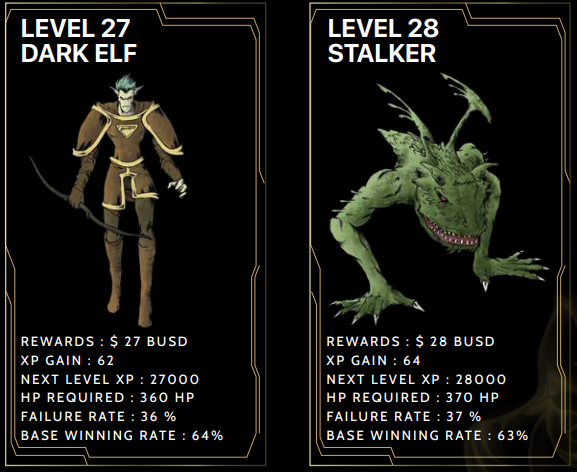 LEVEL 27
DARK ELF
REWARDS : $ 27 BUSD
XP GAIN : 62
NEXT LEVEL XP : 27000
HP REQUIRED : 360 HP
FAILURE RATE : 36 %
BASE WINNING RATE : 64%
LEVEL 28
STALKER
REWARDS : $ 28 BUSD
XP GAIN : 64
NEXT LEVEL XP : 28000
HP REQUIRED : 370 HP
FAILURE RATE : 37 %
BASE WINNING RATE : 63%